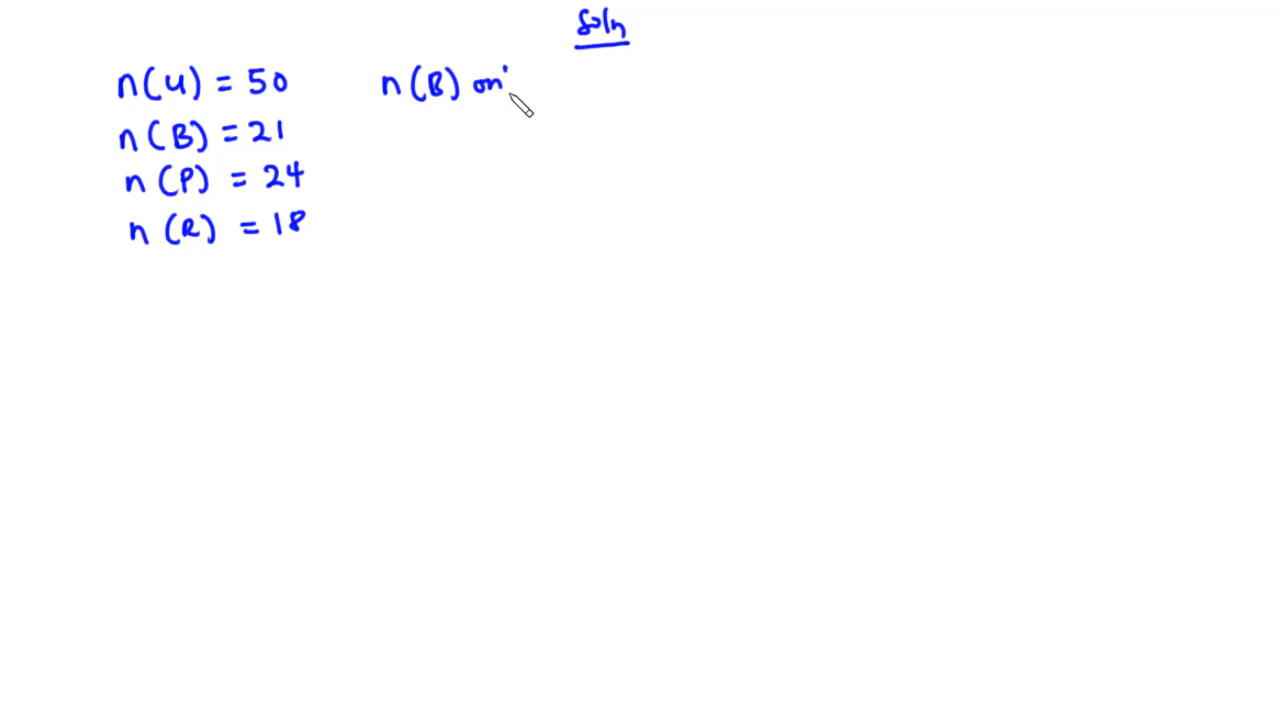 Soln
n(U) = 50 n(B) on
n(B) = 21
n(P) = 24
n(R) = 18